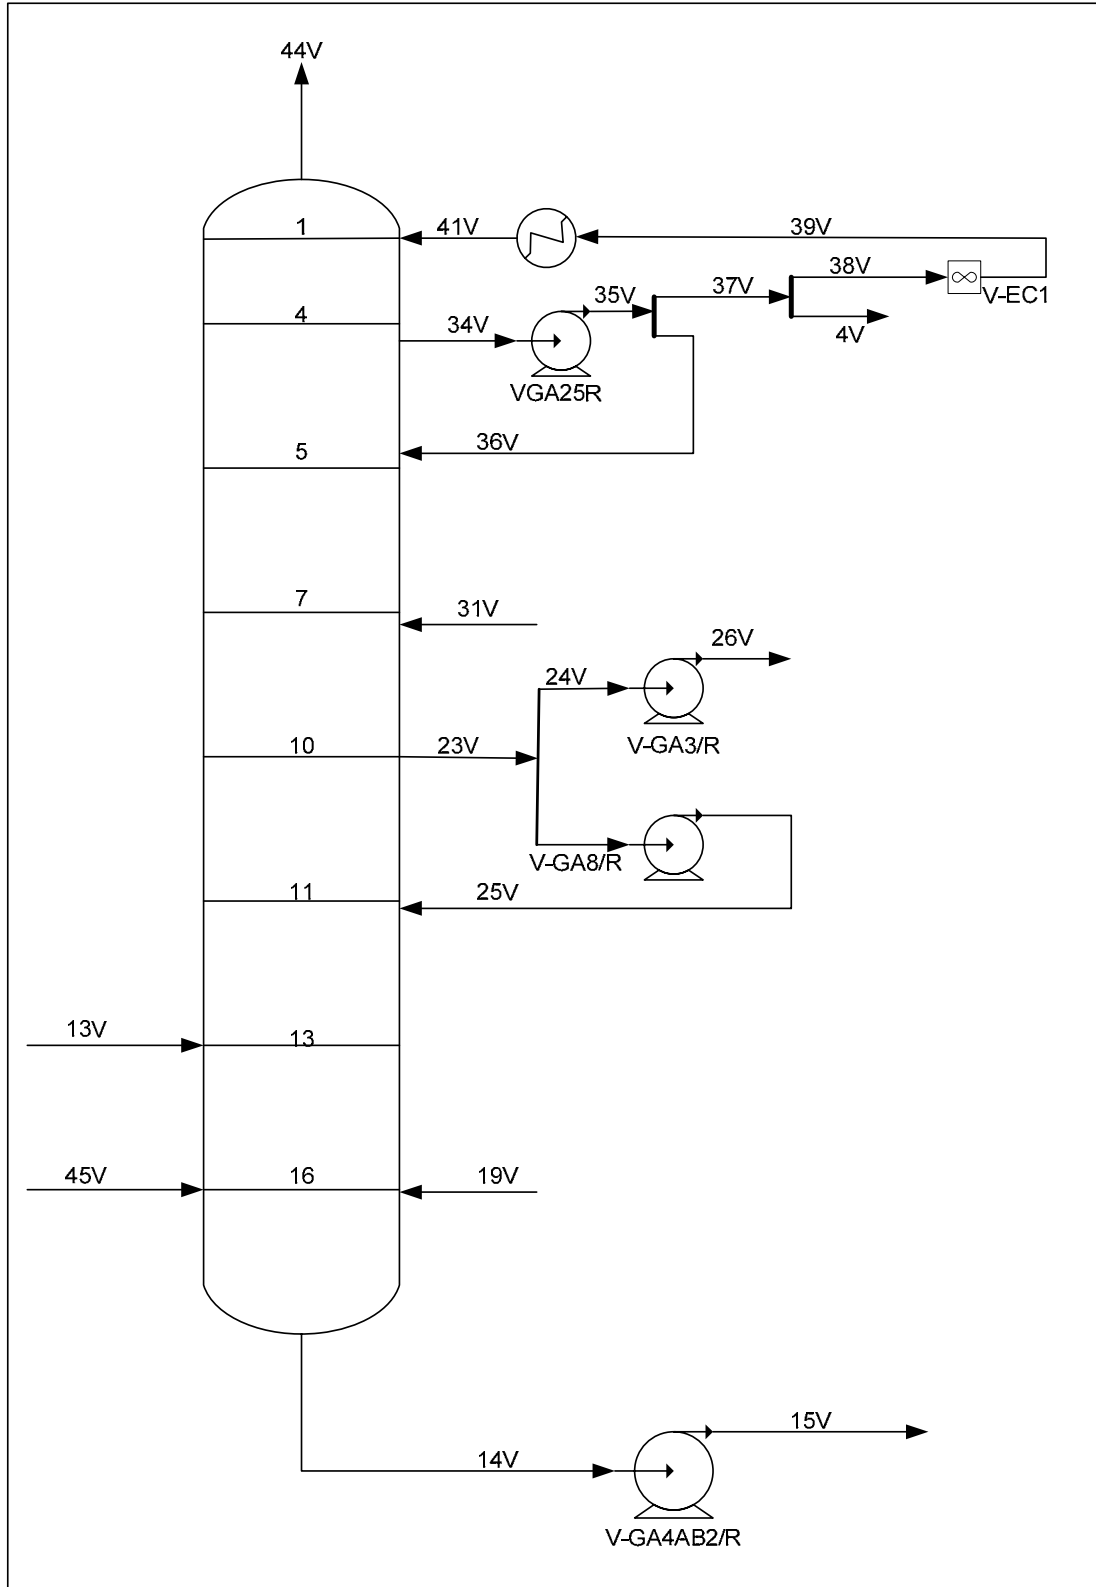 44V
1
41V
39V
38V
V-EC1
37V
35V
4
34V
4V
VGA25R
5
36V
7
31V
26V
24V
V-GA3/R
10
23V
V-GA8/R
11
25V
13V
13
45V
16
19V
15V
14V
V-GA4AB2/R